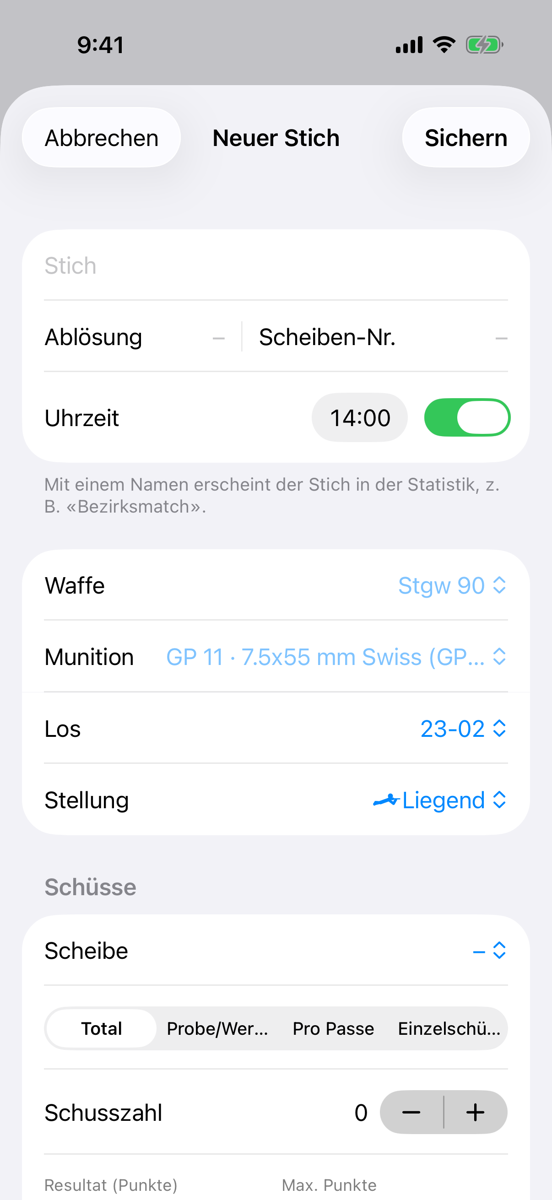 9:41
Abbrechen Neuer Stich Sichern
Stich
Ablösung – Scheiben-Nr. –
Uhrzeit 14:00
Mit einem Namen erscheint der Stich in der Statistik, z.
B. «Bezirksmatch».
Waffe Stgw 90
Munition GP 11 · 7.5x55 mm Swiss (GP...
Los 23-02
Stellung Liegend
Schüsse
Scheibe –
Total Probe/Wer... Pro Passe Einzelschü...
Schusszahl 0 − +
Resultat (Punkte) Max. Punkte